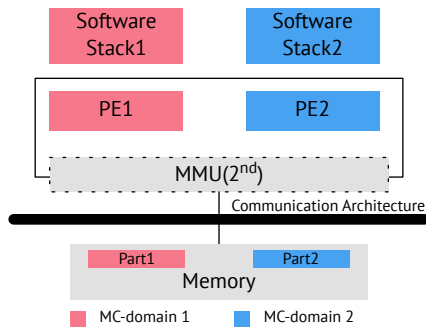 Software Software
Stack1 Stack2
PE1 PE2
MMU(2nd)
Communication Architecture
Part1 Part2
Memory
MC-domain 1 MC-domain 2